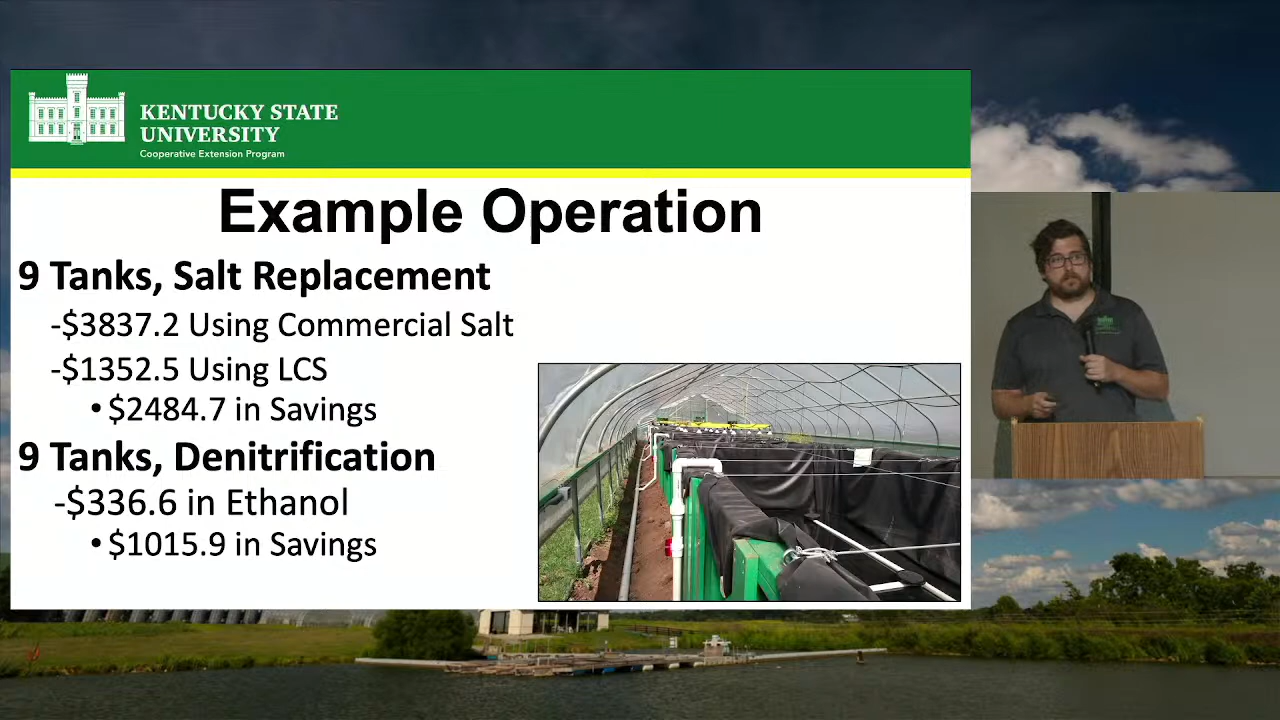 KENTUCKY STATE
UNIVERSITY
Cooperative Extension Program
Example Operation
9 Tanks, Salt Replacement
-$3837.2 Using Commercial Salt
-$1352.5 Using LCS
• $2484.7 in Savings
9 Tanks, Denitrification
-$336.6 in Ethanol
• $1015.9 in Savings